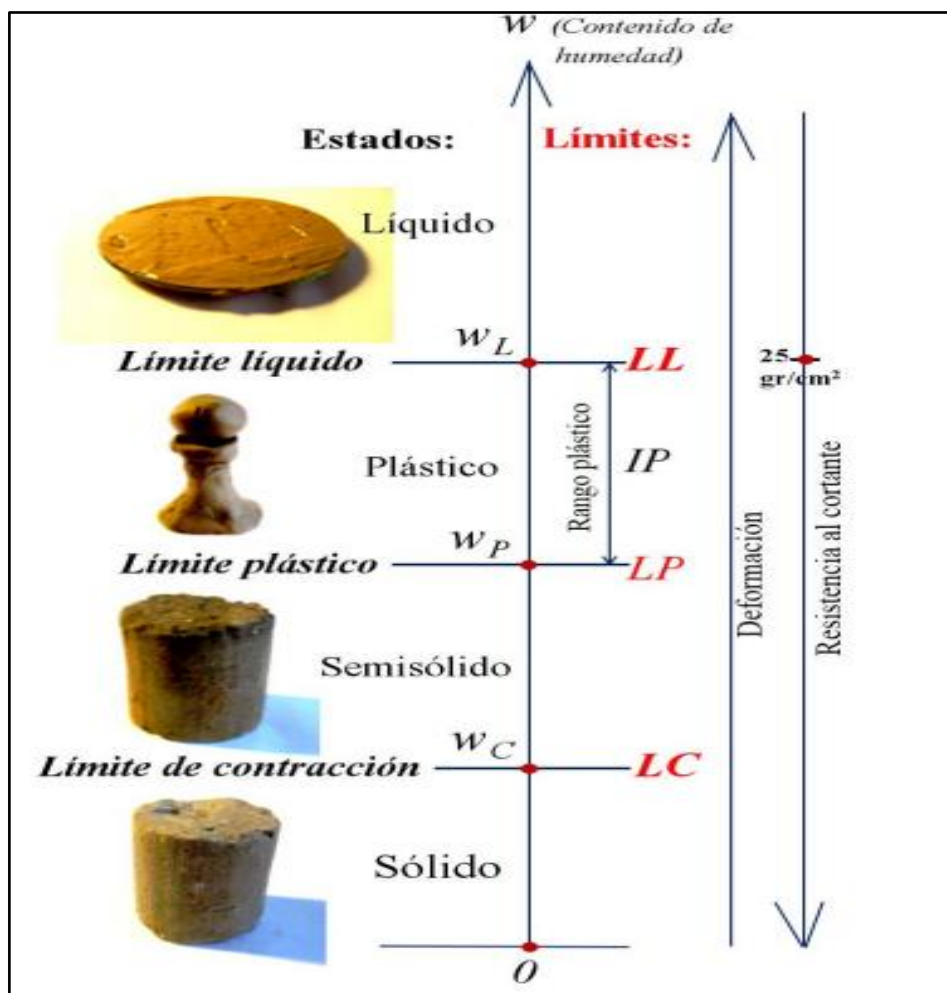 w (Contenido de
humedad)
Estados:
Límites:
Líquido
w_L
Límite líquido
LL
25
gr/cm²
Plástico
Rango plástico
IP
w_P
Límite plástico
LP
Deformación
Resistencia al cortante
Semisólido
w_C
Límite de contracción
LC
Sólido
0